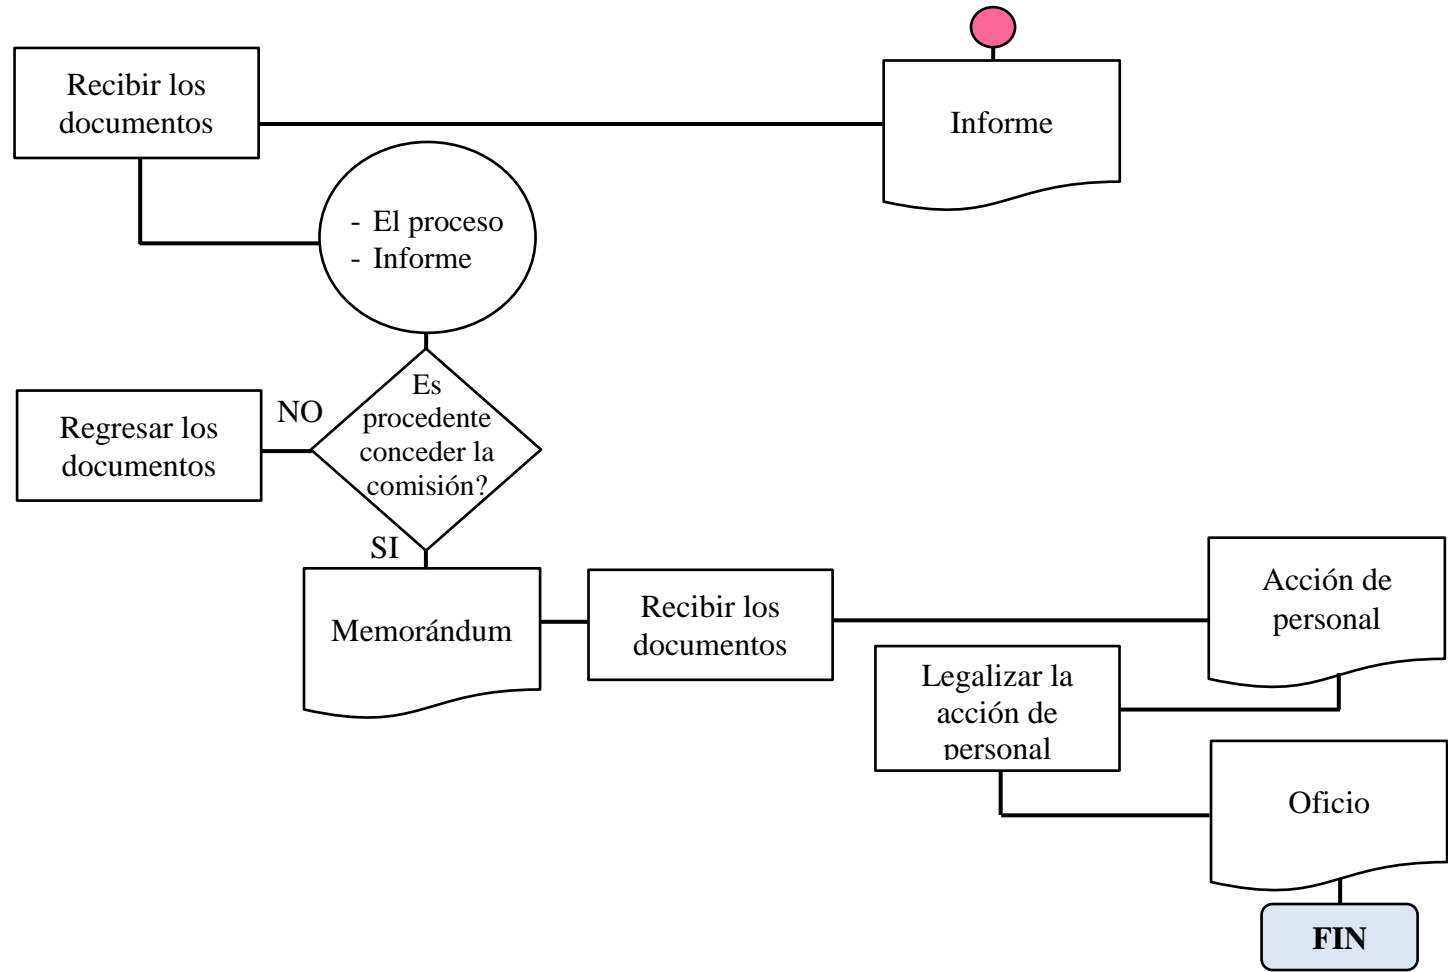 Recibir los
documentos
Informe
- El proceso
- Informe
Es
procedente
conceder la
comisión?
NO
Regresar los
documentos
SI
Memorándum
Recibir los
documentos
Acción de
personal
Legalizar la
acción de
personal
Oficio
FIN